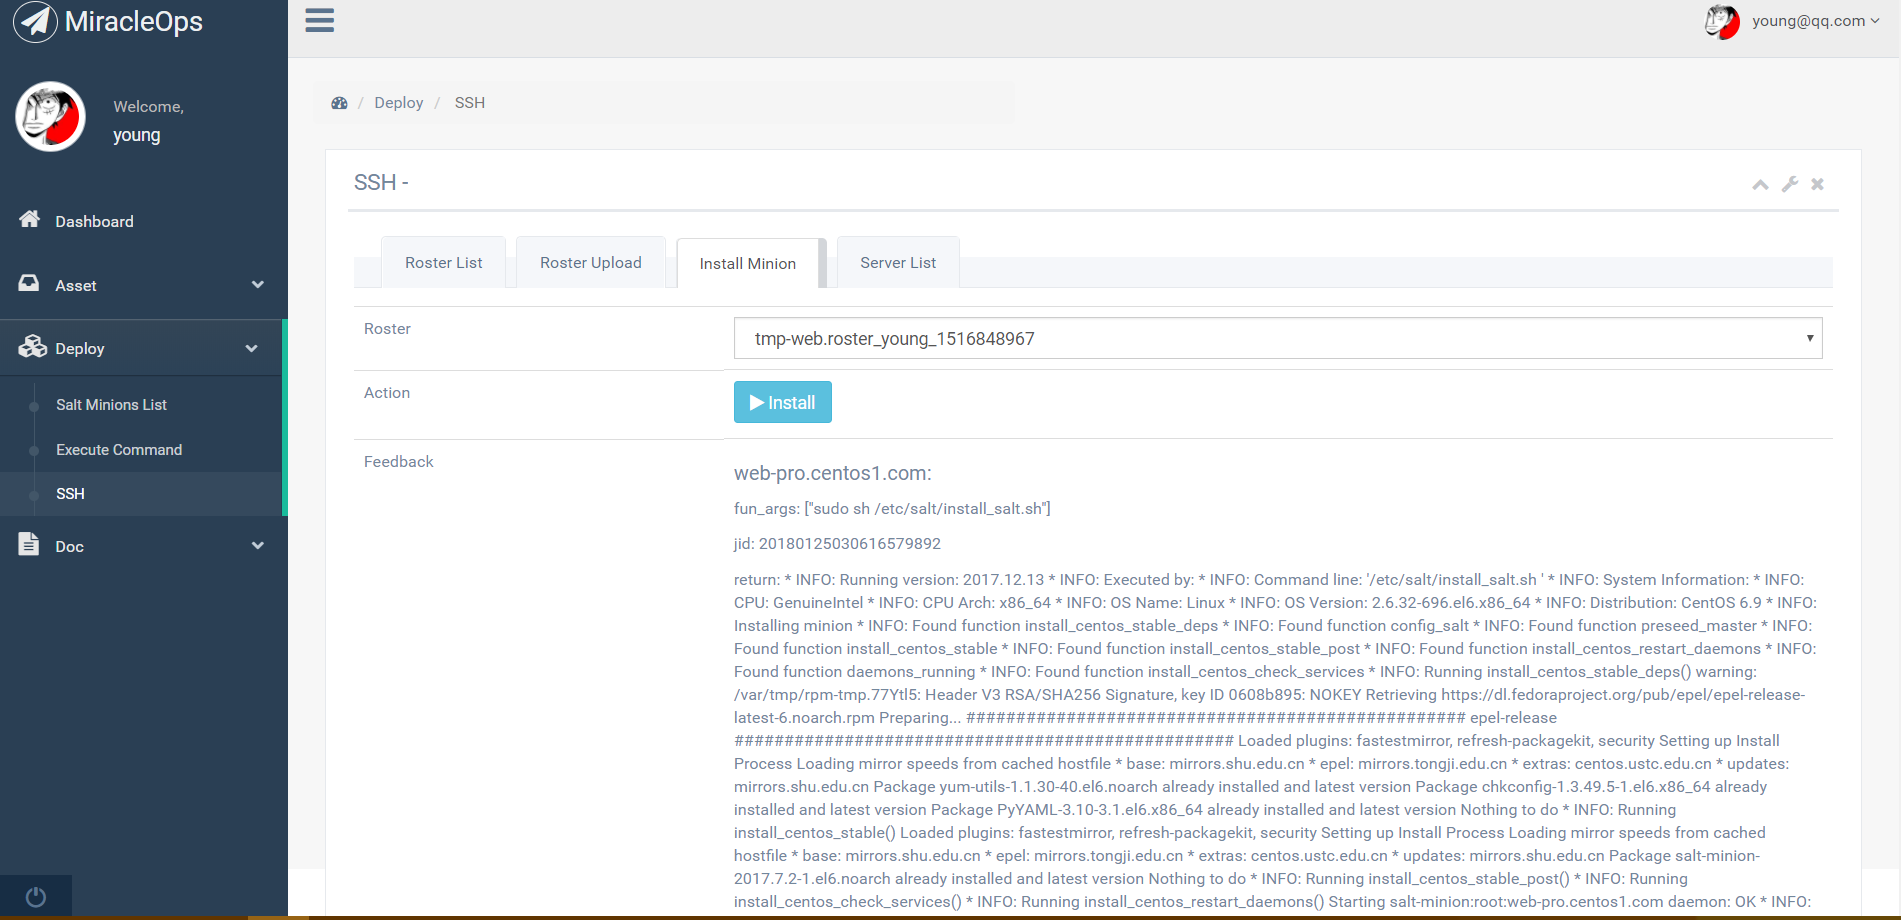 MiracleOps
young@qq.com
Welcome,
young
Dashboard
Asset
Deploy
Salt Minions List
Execute Command
SSH
Doc
/ Deploy / SSH
SSH -
Roster List
Roster Upload
Install Minion
Server List
Roster
tmp-web.roster_young_1516848967
Action
Install
Feedback
web-pro.centos1.com:
fun_args: ["sudo sh /etc/salt/install_salt.sh"]
jid: 20180125030616579892
return: * INFO: Running version: 2017.12.13 * INFO: Executed by: * INFO: Command line: '/etc/salt/install_salt.sh ' * INFO: System Information: * INFO:
CPU: GenuineIntel * INFO: CPU Arch: x86_64 * INFO: OS Name: Linux * INFO: OS Version: 2.6.32-696.el6.x86_64 * INFO: Distribution: CentOS 6.9 * INFO:
Installing minion * INFO: Found function install_centos_stable_deps * INFO: Found function config_salt * INFO: Found function preseed_master * INFO:
Found function install_centos_stable * INFO: Found function install_centos_stable_post * INFO: Found function install_centos_restart_daemons * INFO:
Found function daemons_running * INFO: Found function install_centos_check_services * INFO: Running install_centos_stable_deps() warning:
/var/tmp/rpm-tmp.77Ytl5: Header V3 RSA/SHA256 Signature, key ID 0608b895: NOKEY Retrieving https://dl.fedoraproject.org/pub/epel/epel-release-
latest-6.noarch.rpm Preparing... ################################################## epel-release
################################################## Loaded plugins: fastestmirror, refresh-packagekit, security Setting up Install
Process Loading mirror speeds from cached hostfile * base: mirrors.shu.edu.cn * epel: mirrors.tongji.edu.cn * extras: centos.ustc.edu.cn * updates:
mirrors.shu.edu.cn Package yum-utils-1.1.30-40.el6.noarch already installed and latest version Package chkconfig-1.3.49.5-1.el6.x86_64 already
installed and latest version Package PyYAML-3.10-3.1.el6.x86_64 already installed and latest version Nothing to do * INFO: Running
install_centos_stable() Loaded plugins: fastestmirror, refresh-packagekit, security Setting up Install Process Loading mirror speeds from cached
hostfile * base: mirrors.shu.edu.cn * epel: mirrors.tongji.edu.cn * extras: centos.ustc.edu.cn * updates: mirrors.shu.edu.cn Package salt-minion-
2017.7.2-1.el6.noarch already installed and latest version Nothing to do * INFO: Running install_centos_stable_post() * INFO: Running
install_centos_check_services() * INFO: Running install_centos_restart_daemons() Starting salt-minion:root:web-pro.centos1.com daemon: OK * INFO: